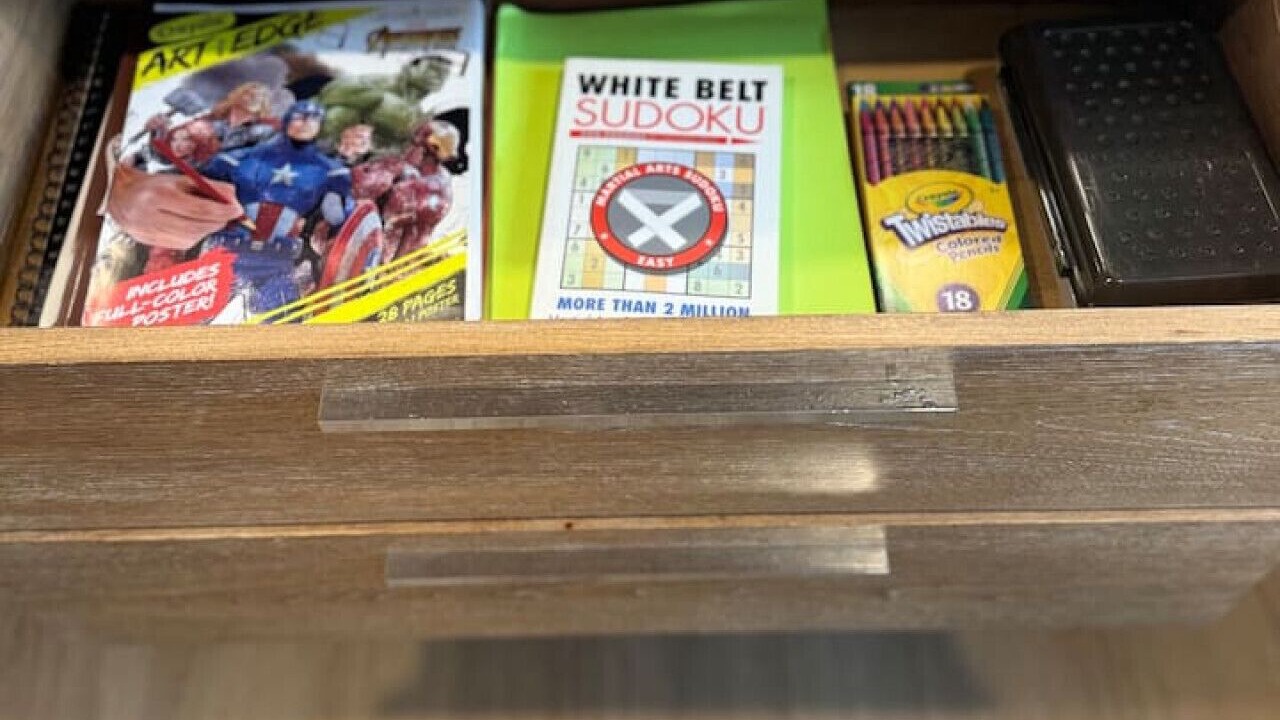 Crayola
ART EDGE
INCLUDES
FULL-COLOR
POSTER!
28 PAGES
WHITE BELT
SUDOKU
MARTIAL ARTS SUDOKU
EASY
MORE THAN 2 MILLION
18
Crayola
Twistables
Colored
Pencils
18